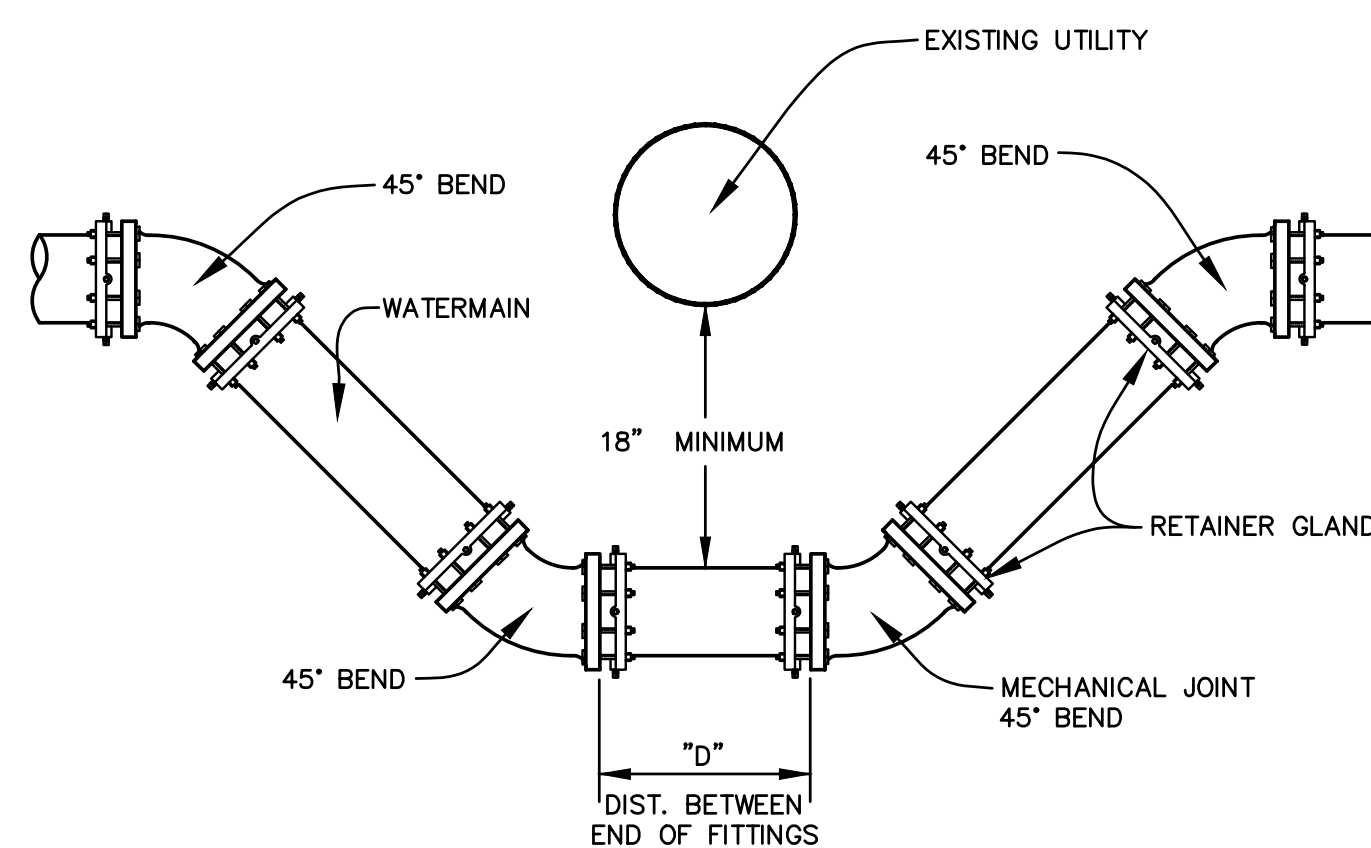 EXISTING UTILITY
45° BEND
45° BEND
WATERMAIN
18” MINIMUM
RETAINER GLAND
45° BEND
MECHANICAL JOINT
45° BEND
”D”
DIST. BETWEEN
END OF FITTINGS